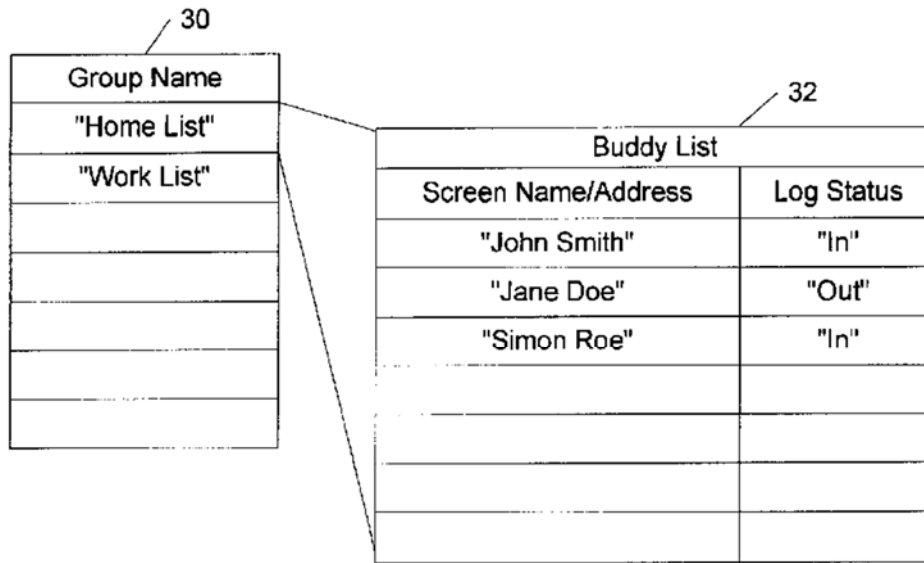 30
Group Name
"Home List"
"Work List"
32
Buddy List
Screen Name/Address Log Status
"John Smith" "In"
"Jane Doe" "Out"
"Simon Roe" "In"